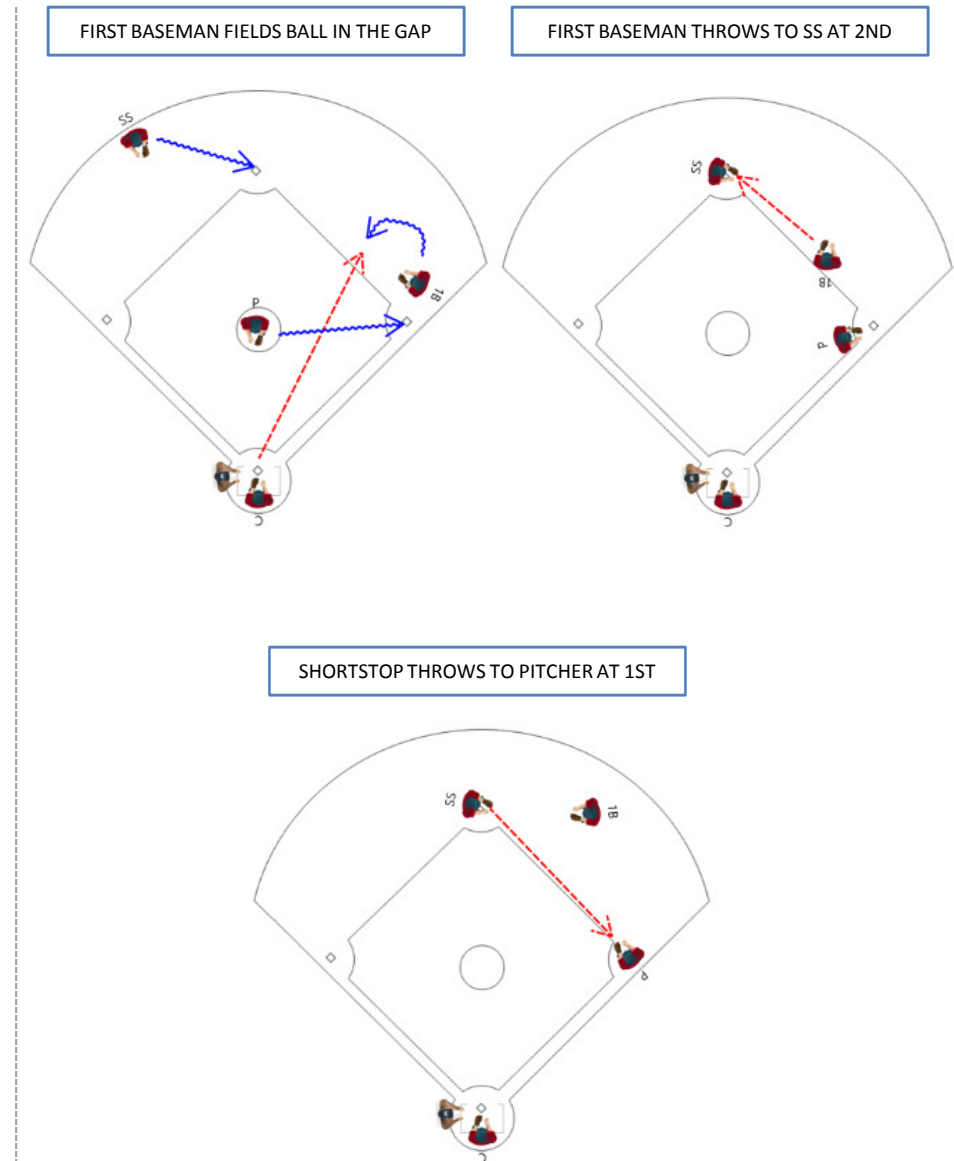 FIRST BASEMAN FIELDS BALL IN THE GAP
FIRST BASEMAN THROWS TO SS AT 2ND
SS
1B
P
C
SS
1B
P
C
SHORTSTOP THROWS TO PITCHER AT 1ST
SS
1B
P
C